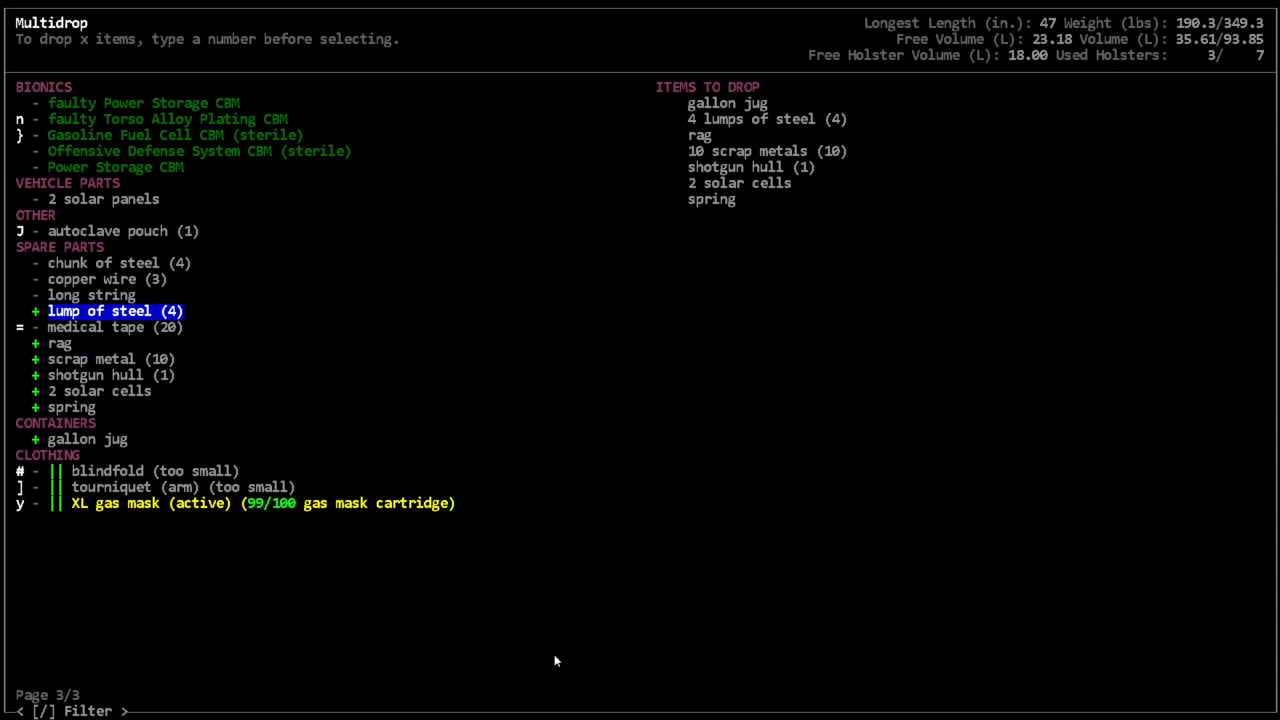 Multidrop
To drop x items, type a number before selecting.
Longest Length (in.): 47 Weight (lbs): 190.3/349.3
Free Volume (L): 23.18 Volume (L): 35.61/93.85
Free Holster Volume (L): 18.00 Used Holsters: 3/ 7
BIONICS
- faulty Power Storage CBM
n - faulty Torso Alloy Plating CBM
} - Gasoline Fuel Cell CBM (sterile)
- Offensive Defense System CBM (sterile)
- Power Storage CBM
VEHICLE PARTS
- 2 solar panels
OTHER
J - autoclave pouch (1)
SPARE PARTS
- chunk of steel (4)
- copper wire (3)
- long string
+ lump of steel (4)
= - medical tape (20)
+ rag
+ scrap metal (10)
+ shotgun hull (1)
+ 2 solar cells
+ spring
CONTAINERS
+ gallon jug
CLOTHING
# - || blindfold (too small)
] - || tourniquet (arm) (too small)
y - || XL gas mask (active) (99/100 gas mask cartridge)
ITEMS TO DROP
gallon jug
4 lumps of steel (4)
rag
10 scrap metals (10)
shotgun hull (1)
2 solar cells
spring
Page 3/3
< [/] Filter >